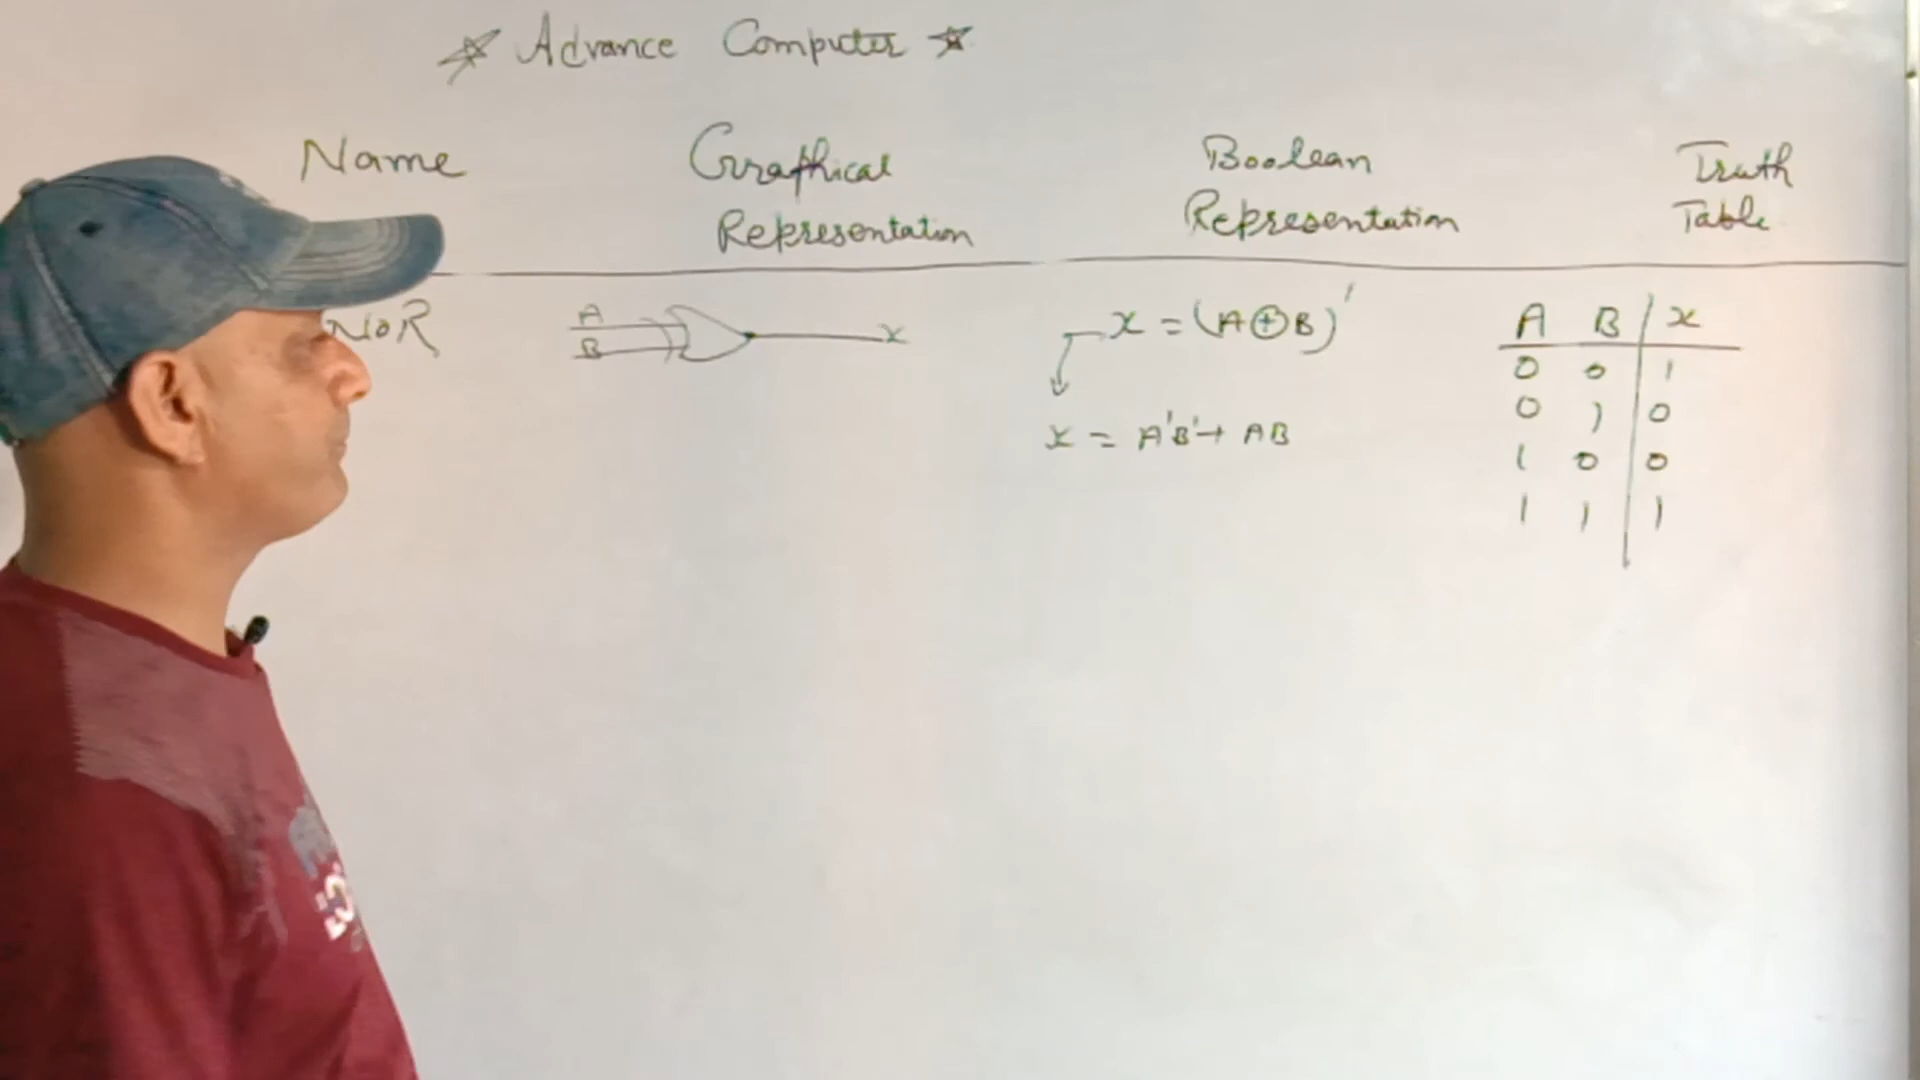 ☆ Advance Computer ☆
Name Graphical Representation Boolean Representation Truth Table
NOR A B x x = (A⊕B)'
x = A'B' + AB
A B x
0 0 1
0 1 0
1 0 0
1 1 1